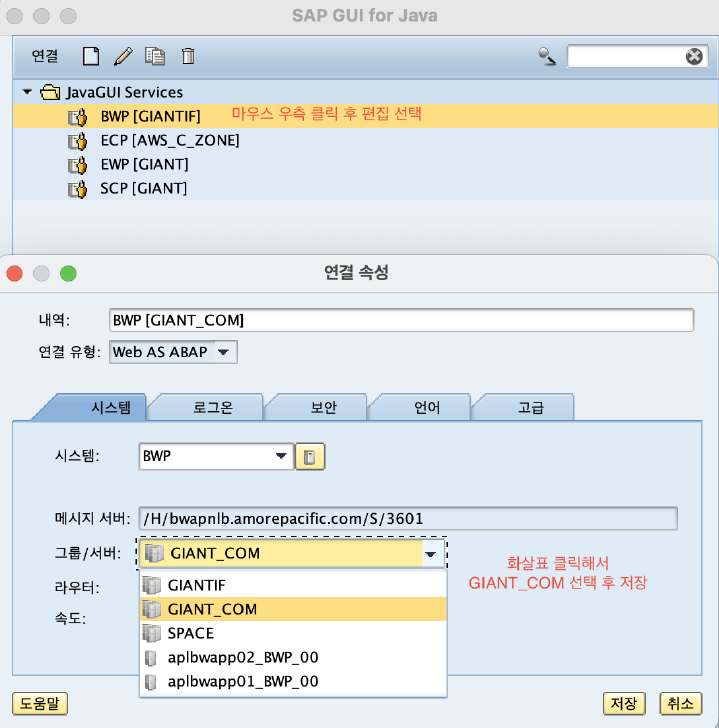 SAP GUI for Java
연결
JavaGUI Services
BWP [GIANTIF] 마우스 우측 클릭 후 편집 선택
ECP [AWS_C_ZONE]
EWP [GIANT]
SCP [GIANT]
연결 속성
내역: BWP [GIANT_COM]
연결 유형: Web AS ABAP
시스템 로그온 보안 언어 고급
시스템: BWP
메시지 서버: /H/bwapnlb.amorepacific.com/S/3601
그룹/서버: GIANT_COM
화살표 클릭해서
GIANT_COM 선택 후 저장
라우터: GIANTIF
GIANT_COM
속도: SPACE
aplbwapp02_BWP_00
aplbwapp01_BWP_00
도움말 저장 취소